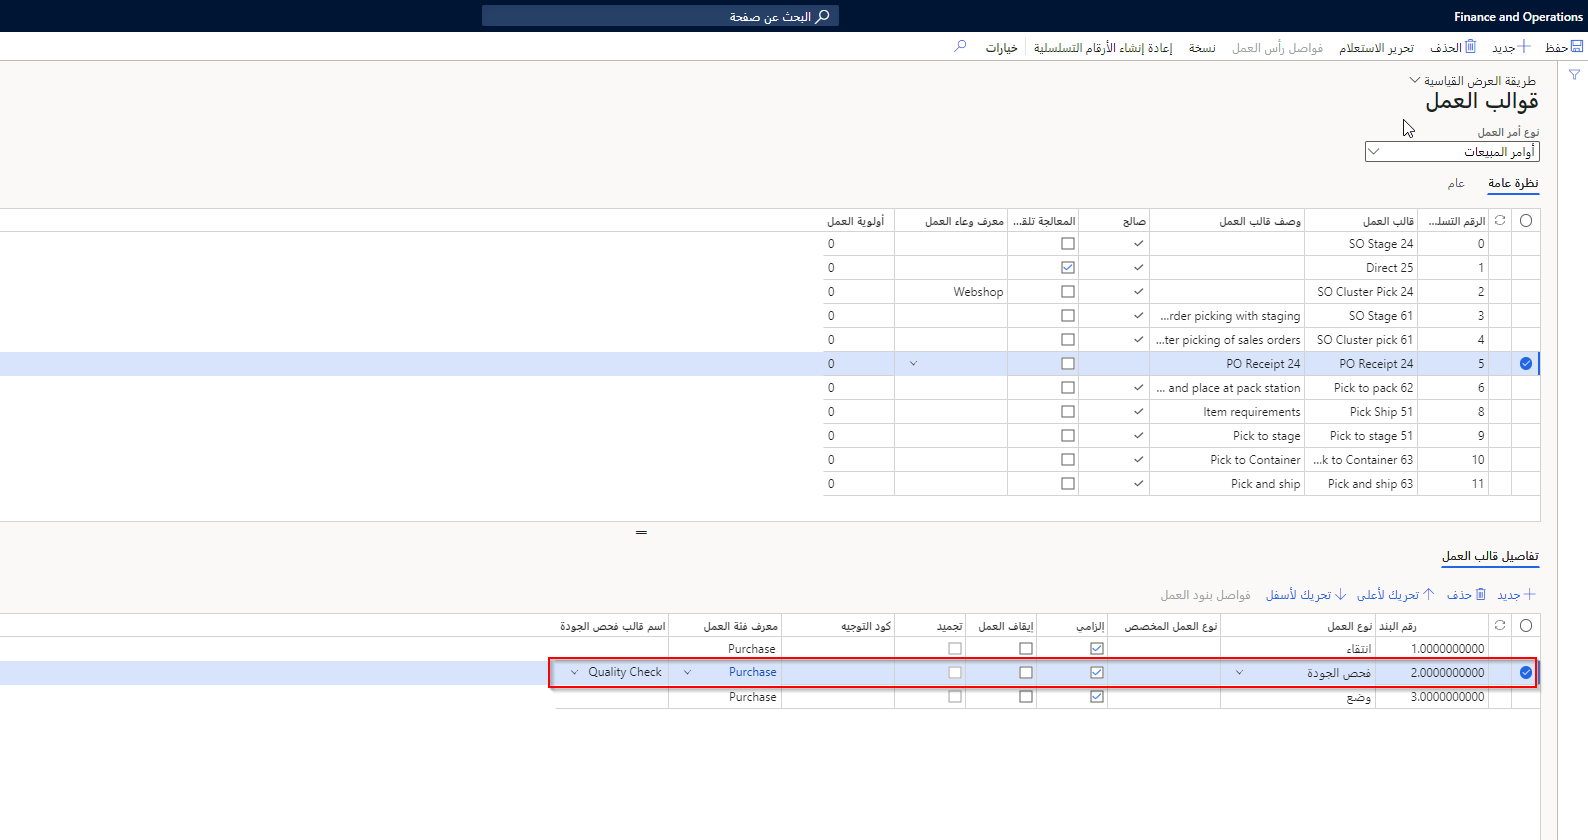 Finance and Operations
البحث عن صفحة
حفظ جديد الحذف تحرير الاستعلام فواصل رأس العمل نسخة إعادة إنشاء الأرقام التسلسلية خيارات
طريقة العرض القياسية
قوالب العمل
نوع أمر العمل
أوامر المبيعات
نظرة عامة عام
الرقم التسلـ... قالب العمل وصف قالب العمل صالح المعالجة تلقـ... معرف وعاء العمل أولوية العمل
0 SO Stage 24 0
1 Direct 25 0
2 SO Cluster Pick 24 Webshop 0
3 SO Stage 61 ...rder picking with staging 0
4 SO Cluster pick 61 ...ter picking of sales orders 0
5 PO Receipt 24 PO Receipt 24 0
6 Pick to pack 62 ... and place at pack station 0
8 Pick Ship 51 Item requirements 0
9 Pick to stage 51 Pick to stage 0
10 ...k to Container 63 Pick to Container 0
11 Pick and ship 63 Pick and ship 0
تفاصيل قالب العمل
جديد حذف تحريك لأعلى تحريك لأسفل فواصل بنود العمل
رقم البند نوع العمل نوع العمل المخصص إلزامي إيقاف العمل تجميد كود التوجيه معرف فئة العمل اسم قالب فحص الجودة
1.0000000000 انتقاء Purchase
2.0000000000 فحص الجودة Purchase Quality Check
3.0000000000 وضع Purchase